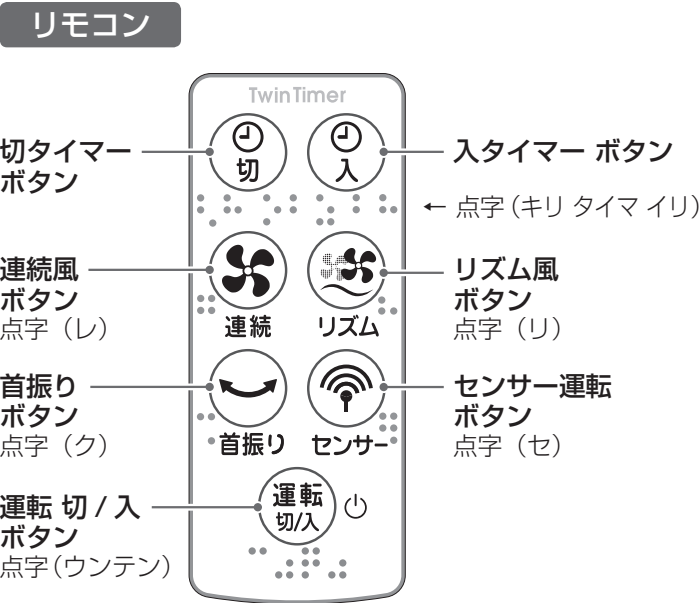 リモコン
TwinTimer
切タイマー
ボタン
切
入
入タイマー ボタン
← 点字(キリ タイマ イリ)
連続風
ボタン
点字（レ）
連続
リズム
リズム風
ボタン
点字（リ）
首振り
ボタン
点字（ク）
首振り
センサー
センサー運転
ボタン
点字（セ）
運転 切 / 入
ボタン
点字(ウンテン)
運転
切/入